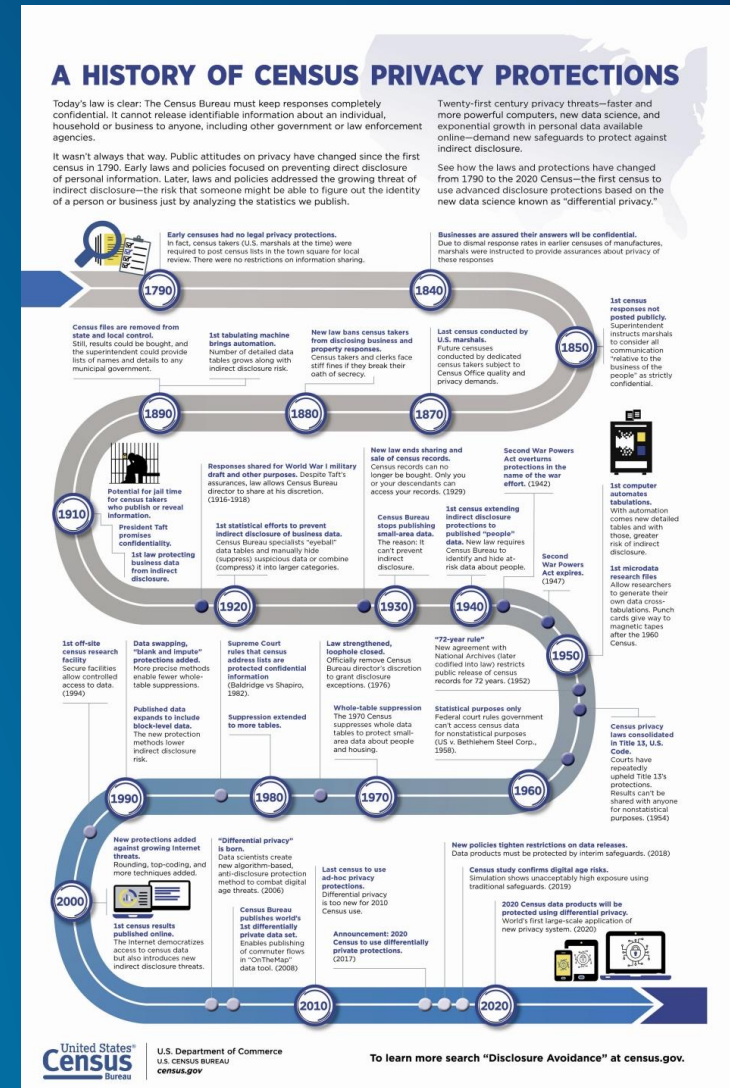 A HISTORY OF CENSUS PRIVACY PROTECTIONS
Today's law is clear: The Census Bureau must keep responses completely
confidential. It cannot release identifiable information about an individual,
household or business to anyone, including other government or law enforcement
agencies.
It wasn't always that way. Public attitudes on privacy have changed since the first
census in 1790. Early laws and policies focused on preventing direct disclosure
of personal information. Later, laws and policies addressed the growing threat of
indirect disclosure—the risk that someone might be able to figure out the identity
of a person or business just by analyzing the statistics we publish.
Twenty-first century privacy threats—faster and
more powerful computers, new data science, and
exponential growth in personal data available
online—demand new safeguards to protect against
indirect disclosure.
See how the laws and protections have changed
from 1790 to the 2020 Census—the first census to
use advanced disclosure protections based on the
new data science known as "differential privacy."
Early censuses had no legal privacy protections.
In fact, census takers (U.S. marshals at the time) were
required to post census lists in the town square for local
review. There were no restrictions on information sharing.
Businesses are assured their answers will be confidential.
Due to dismal response rates in earlier censuses of manufactures,
marshals were instructed to provide assurances about privacy of
these responses
1790
1840
1st census
responses not
posted publicly.
Superintendent
instructs marshals
to consider all
communication
"relative to the
business of the
people" as strictly
confidential.
1850
Census files are removed from
state and local control.
Still, results could be bought, and
the superintendent could provide
lists of names and details to any
municipal government.
1st tabulating machine
brings automation.
Number of detailed data
tables grows along with
indirect disclosure risk.
New law bans census takers
from disclosing business and
property responses.
Census takers and clerks face
stiff fines if they break their
oath of secrecy.
Last census conducted by
U.S. marshals.
Future censuses
conducted by dedicated
census takers subject to
Census Office quality and
privacy demands.
1890
1880
1870
1910
Potential for jail time
for census takers
who publish or reveal
information.
President Taft
promises
confidentiality.
1st law protecting
business data
from indirect
disclosure.
Responses shared for World War I military
draft and other purposes. Despite Taft's
assurances, law allows Census Bureau
director to share at his discretion.
(1916-1918)
1st statistical efforts to prevent
indirect disclosure of business data.
Census Bureau specialists "eyeball"
data tables and manually hide
(suppress) suspicious data or combine
(compress) it into larger categories.
New law ends sharing and
sale of census records.
Census records can no
longer be bought. Only you
or your descendants can
access your records. (1929)
Census Bureau
stops publishing
small-area data.
The reason: It
can't prevent
indirect
disclosure.
Second War Powers
Act overturns
protections in the
name of the war
effort. (1942)
1st census extending
indirect disclosure
protections to
published "people"
data. New law requires
Census Bureau to
identify and hide at-
risk data about people.
Second
War Powers
Act expires.
(1947)
1st computer
automates
tabulations.
With automation
comes new detailed
tables and with
those, greater
risk of indirect
disclosure.
1st microdata
research files
Allow researchers
to generate their
own data cross-
tabulations. Punch
cards give way to
magnetic tapes
after the 1960
Census.
1920
1930
1940
1950
1st off-site
census research
facility
Secure facilities
allow controlled
access to data.
(1994)
Data swapping,
"blank and impute"
protections added.
More precise methods
enable fewer whole-
table suppressions.
Published data
expands to include
block-level data.
The new protection
methods lower
indirect disclosure
risk.
Supreme Court
rules that census
address lists are
protected confidential
information
(Baldridge vs Shapiro,
1982).
Suppression extended
to more tables.
Law strengthened,
loophole closed.
Officially remove Census
Bureau director's discretion
to grant disclosure
exceptions. (1976)
Whole-table suppression
The 1970 Census
suppresses whole data
tables to protect small-
area data about people
and housing.
"72-year rule"
New agreement with
National Archives (later
codified into law) restricts
public release of census
records for 72 years. (1952)
Statistical purposes only
Federal court rules government
can't access census data
for nonstatistical purposes
(US v. Bethlehem Steel Corp.,
1958).
Census privacy
laws consolidated
in Title 13, U.S.
Code.
Courts have
repeatedly
upheld Title 13's
protections.
Results can't be
shared with anyone
for nonstatistical
purposes. (1954)
1990
1980
1970
1960
2000
New protections added
against growing Internet
threats.
Rounding, top-coding, and
more techniques added.
1st census results
published online.
The Internet democratizes
access to census data
but also introduces new
indirect disclosure threats.
"Differential privacy"
is born.
Data scientists create
new algorithm-based,
anti-disclosure protection
method to combat digital
age threats. (2006)
Census Bureau
publishes world's
1st differentially
private data set.
Enables publishing
of commuter flows
in "OnTheMap"
data tool. (2008)
Last census to use
ad-hoc privacy
protections.
Differential privacy
is too new for 2010
Census use.
Announcement: 2020
Census to use differentially
private protections.
(2017)
New policies tighten restrictions on data releases.
Data products must be protected by interim safeguards. (2018)
Census study confirms digital age risks.
Simulation shows unacceptably high exposure using
traditional safeguards. (2019)
2020 Census data products will be
protected using differential privacy.
World's first large-scale application of
new privacy system. (2020)
2010
2020
United States®
Census
Bureau
U.S. Department of Commerce
U.S. CENSUS BUREAU
census.gov
To learn more search "Disclosure Avoidance" at census.gov.